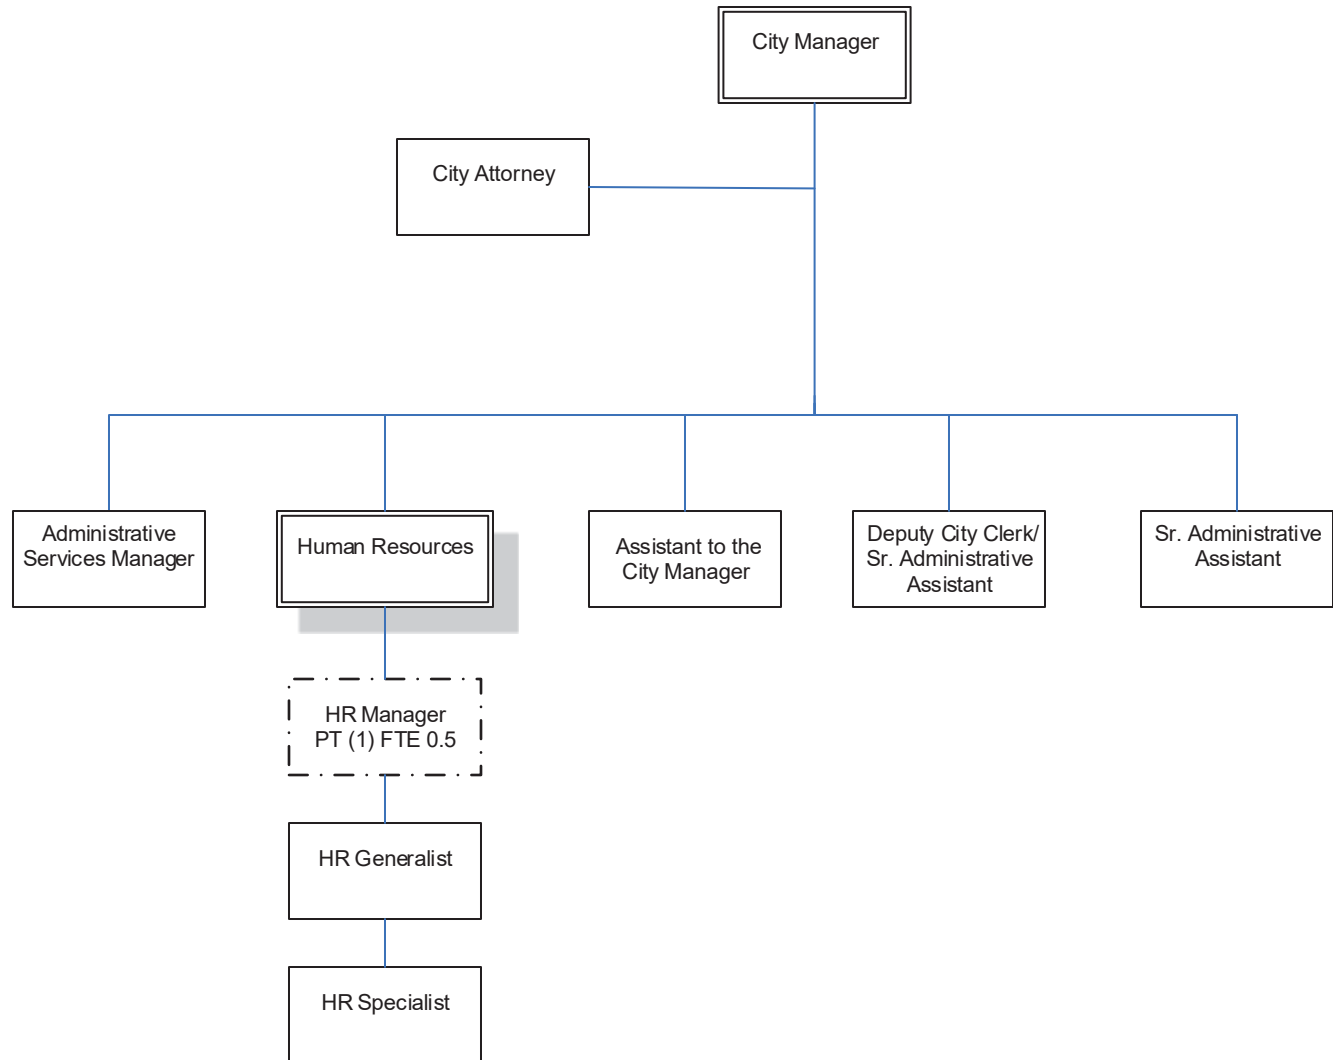 City Manager
City Attorney
Administrative
Services Manager
Human Resources
Assistant to the
City Manager
Deputy City Clerk/
Sr. Administrative
Assistant
Sr. Administrative
Assistant
HR Manager
PT (1) FTE 0.5
HR Generalist
HR Specialist